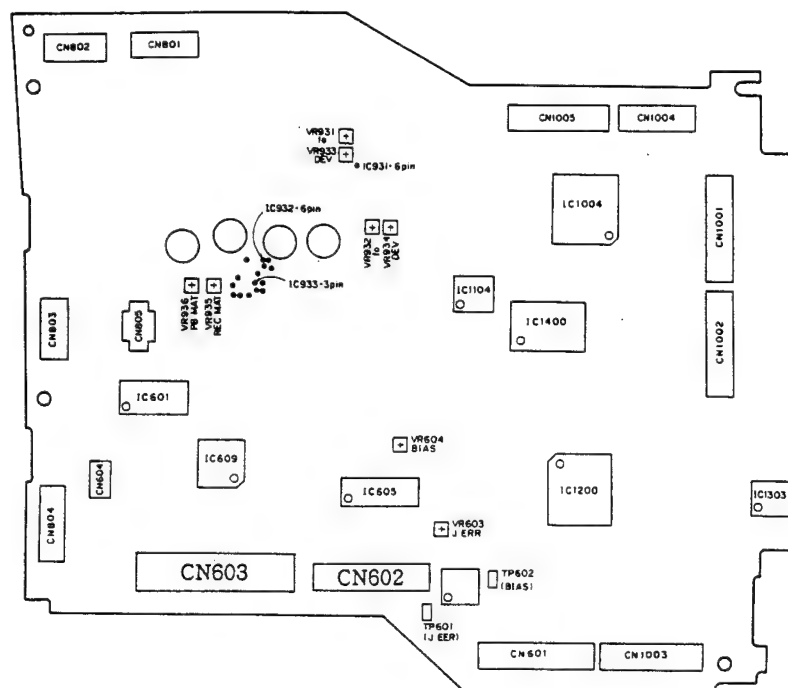 CN802
CN801
CN1005
CN1004
VR931
to
VR933
DEV
IC931-6pin
IC1004
CN1001
IC932-6pin
VR932
to
VR934
DEV
IC933-3pin
VR936
PB MAT
VR935
REC MAT
IC1104
IC1400
CN1002
CN803
CN805
IC601
VR604
BIAS
IC609
CN604
IC605
IC1200
IC1303
CN804
VR603
J ERR
CN603
CN602
TP602
(BIAS)
TP601
(J EER)
CN601
CN1003